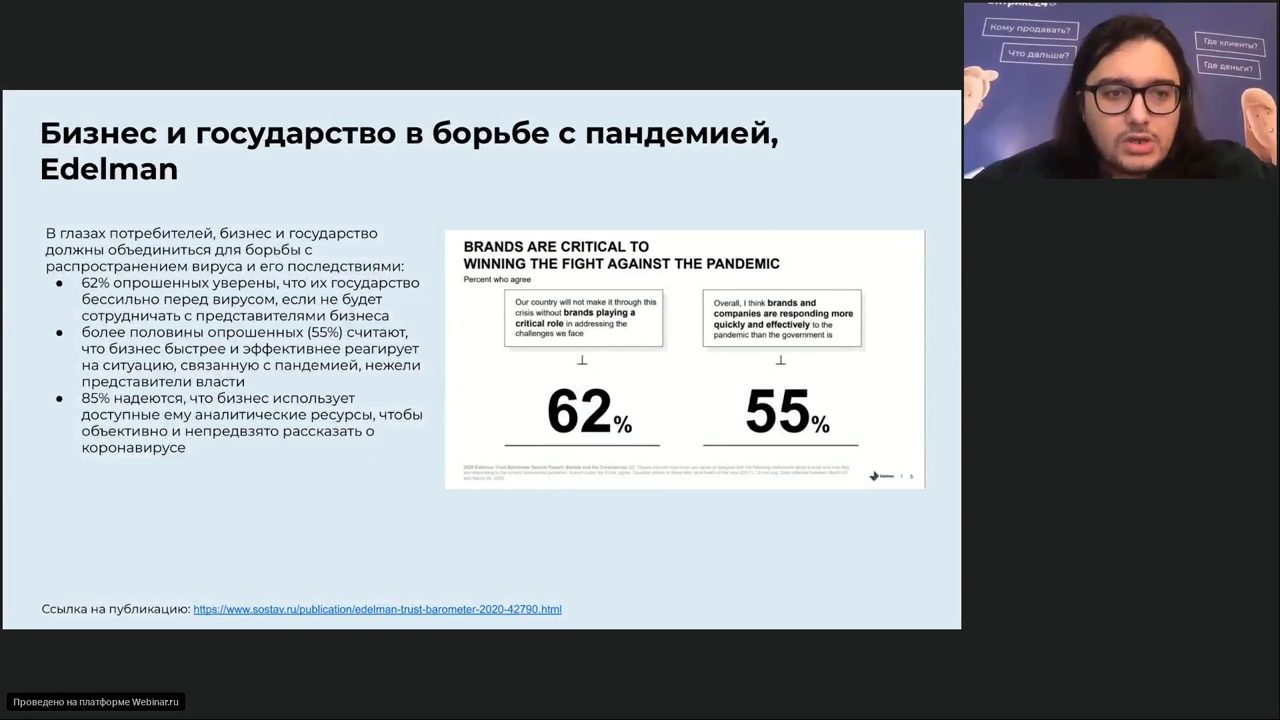 Бизнес и государство в борьбе с пандемией,
Edelman
В глазах потребителей, бизнес и государство
должны объединиться для борьбы с
распространением вируса и его последствиями:
● 62% опрошенных уверены, что их государство
бессильно перед вирусом, если не будет
сотрудничать с представителями бизнеса
● более половины опрошенных (55%) считают,
что бизнес быстрее и эффективнее реагирует
на ситуацию, связанную с пандемией, нежели
представители власти
● 85% надеются, что бизнес использует
доступные ему аналитические ресурсы, чтобы
объективно и непредвзято рассказать о
коронавирусе
BRANDS ARE CRITICAL TO
WINNING THE FIGHT AGAINST THE PANDEMIC
Percent who agree
Our country will not make it through this
crisis without brands playing a
critical role in addressing the
challenges we face
62%
Overall, I think brands and
companies are responding more
quickly and effectively to the
pandemic than the government is
55%
Edelman | 5
Ссылка на публикацию: https://www.sostav.ru/publication/edelman-trust-barometer-2020-42790.html
Кому продавать?
Что дальше?
Где клиенты?
Где деньги?
Проведено на платформе Webinar.ru